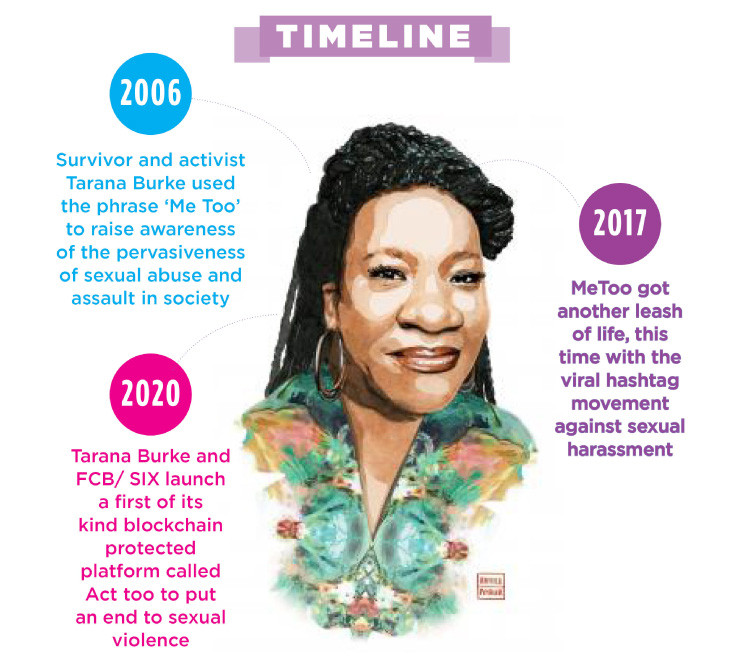 TIMELINE
2006
Survivor and activist
Tarana Burke used
the phrase ‘Me Too’
to raise awareness
of the pervasiveness
of sexual abuse and
assault in society
2017
MeToo got
another leash
of life, this
time with the
viral hashtag
movement
against sexual
harassment
2020
Tarana Burke and
FCB/ SIX launch
a first of its
kind blockchain
protected
platform called
Act too to put
an end to sexual
violence